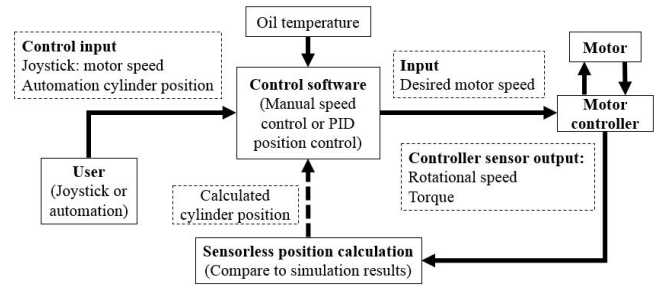 Oil temperature
Control input
Joystick: motor speed
Automation cylinder position
Control software
(Manual speed
control or PID
position control)
Input
Desired motor speed
Motor
Motor
controller
User
(Joystick or
automation)
Calculated
cylinder position
Controller sensor output:
Rotational speed
Torque
Sensorless position calculation
(Compare to simulation results)